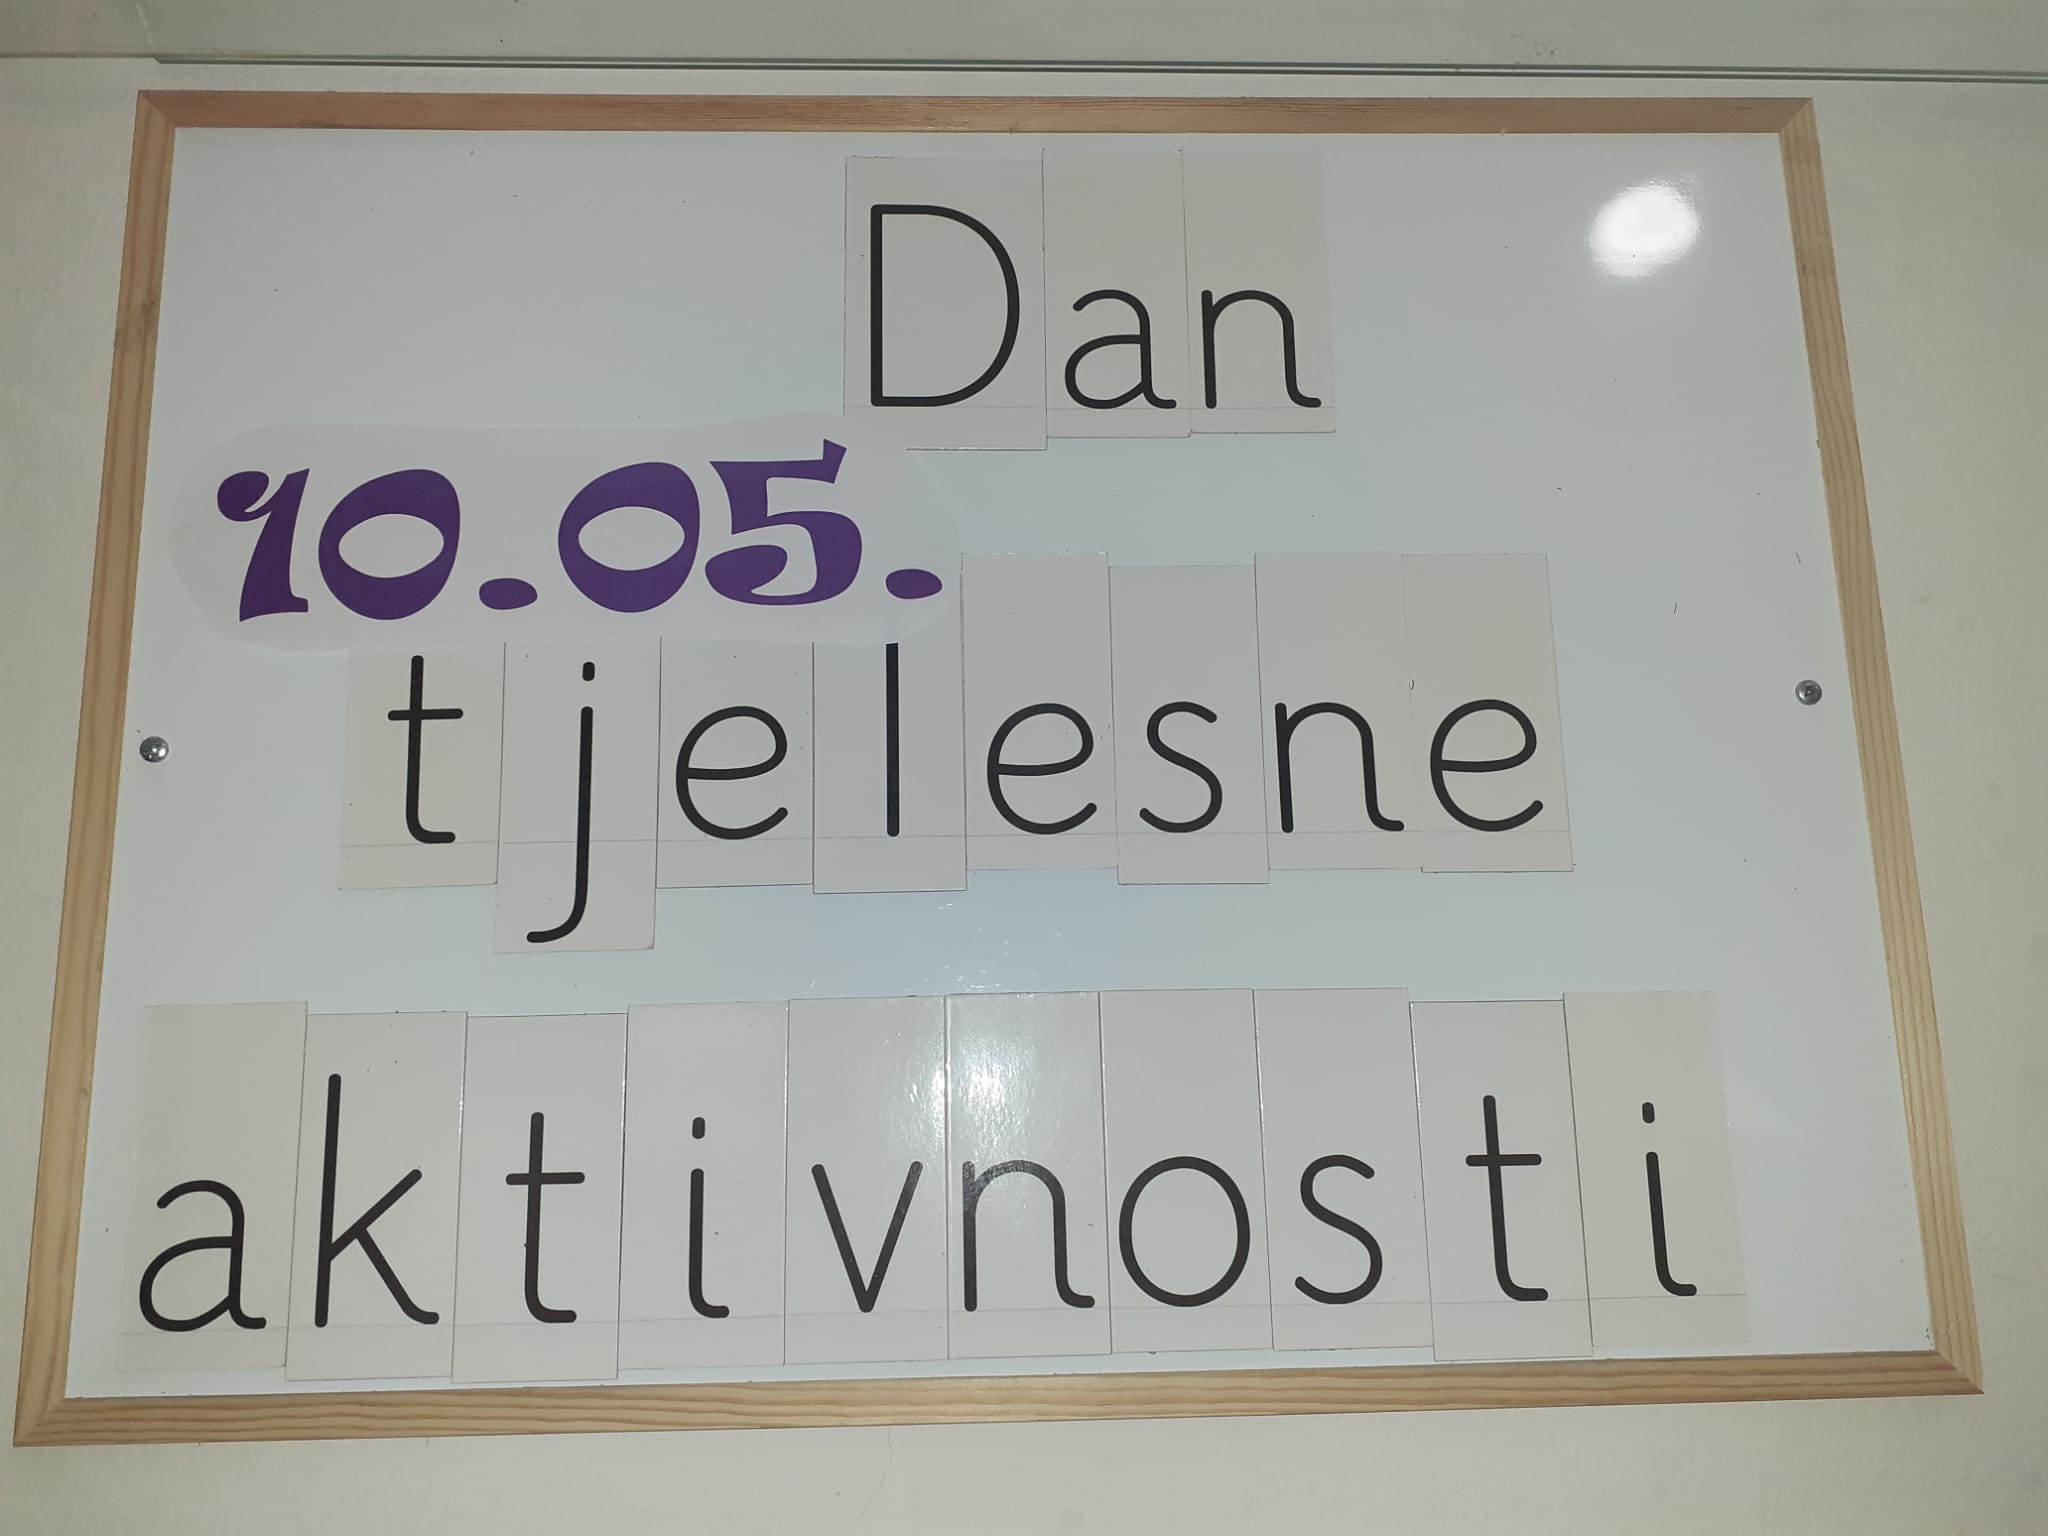 Dan
10.05.
tjelesne
aktivnosti